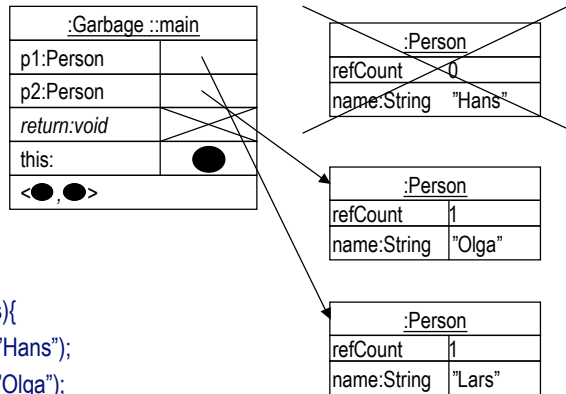 :Garbage ::main
p1:Person
p2:Person
return:void
this:
< , >
:Person
refCount 0
name:String ”Hans”
:Person
refCount 1
name:String ”Olga”
:Person
refCount 1
name:String ”Lars”
s){
"Hans");
"Olga");